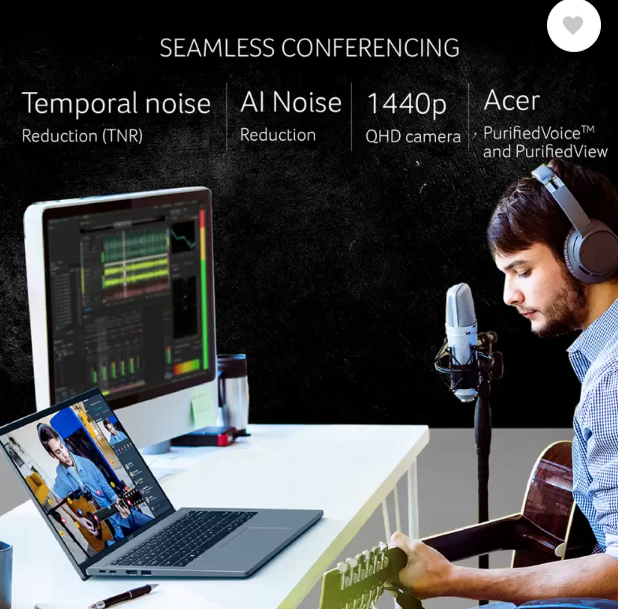 SEAMLESS CONFERENCING
Temporal noise
Reduction (TNR)
AI Noise
Reduction
1440p
QHD camera
Acer
PurifiedVoice™
and PurifiedView